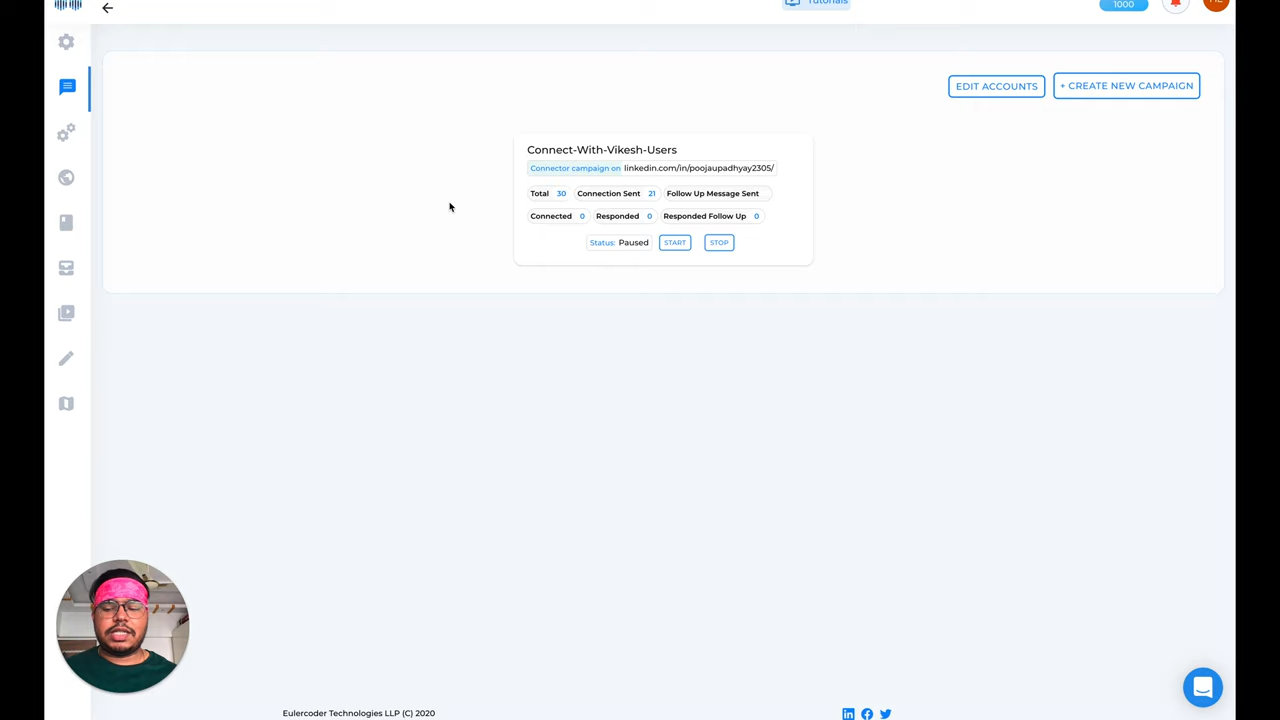 Tutorials
1000
EDIT ACCOUNTS
+ CREATE NEW CAMPAIGN
Connect-With-Vikesh-Users
Connector campaign on linkedin.com/in/poojaupadhyay2305/
Total 30 Connection Sent 21 Follow Up Message Sent
Connected 0 Responded 0 Responded Follow Up 0
Status: Paused START STOP
Eulercoder Technologies LLP (C) 2020